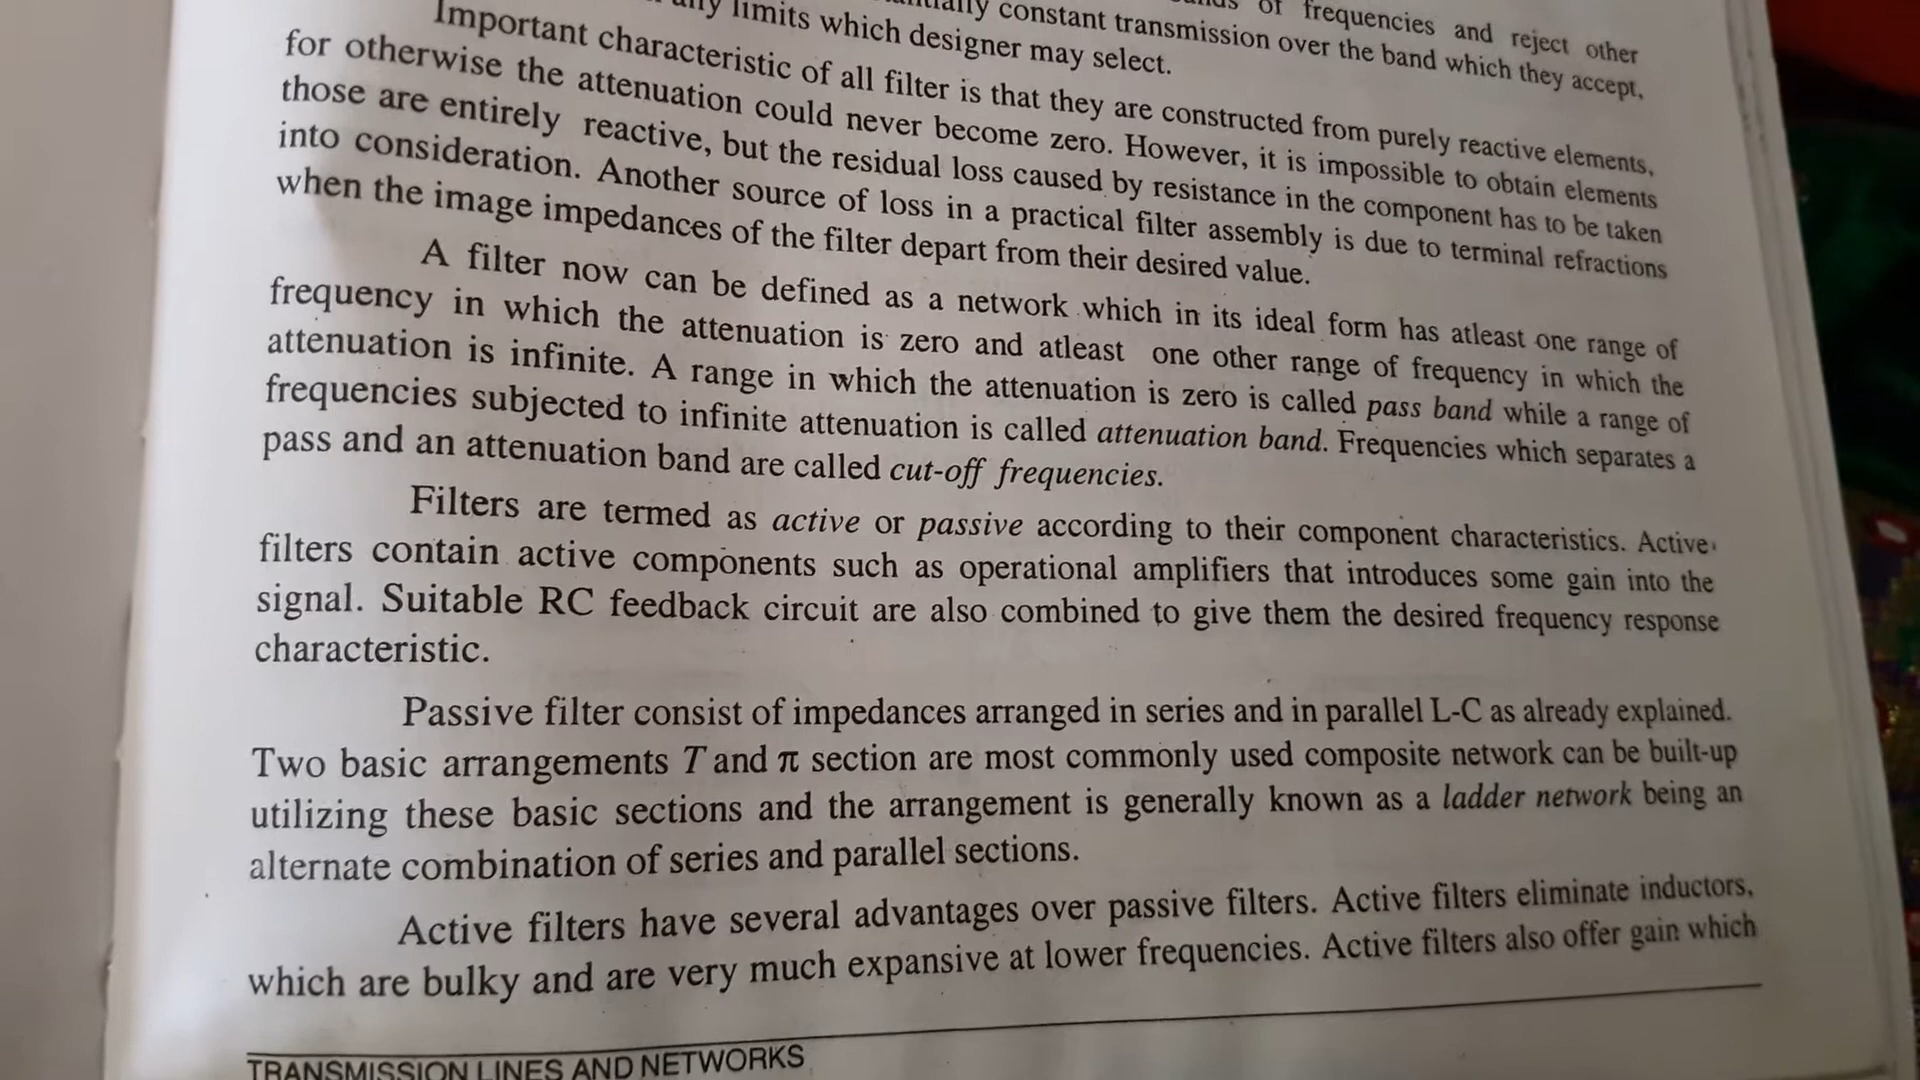 of frequencies and reject other
constant transmission over the band which they accept,
limits which designer may select.
Important characteristic of all filter is that they are constructed from purely reactive elements,
for otherwise the attenuation could never become zero. However, it is impossible to obtain elements
those are entirely reactive, but the residual loss caused by resistance in the component has to be taken
into consideration. Another source of loss in a practical filter assembly is due to terminal refractions
when the image impedances of the filter depart from their desired value.
A filter now can be defined as a network which in its ideal form has atleast one range of
frequency in which the attenuation is zero and atleast one other range of frequency in which the
attenuation is infinite. A range in which the attenuation is zero is called pass band while a range of
frequencies subjected to infinite attenuation is called attenuation band. Frequencies which separates a
pass and an attenuation band are called cut-off frequencies.
Filters are termed as active or passive according to their component characteristics. Active
filters contain active components such as operational amplifiers that introduces some gain into the
signal. Suitable RC feedback circuit are also combined to give them the desired frequency response
characteristic.
Passive filter consist of impedances arranged in series and in parallel L-C as already explained.
Two basic arrangements T and π section are most commonly used composite network can be built-up
utilizing these basic sections and the arrangement is generally known as a ladder network being an
alternate combination of series and parallel sections.
Active filters have several advantages over passive filters. Active filters eliminate inductors,
which are bulky and are very much expansive at lower frequencies. Active filters also offer gain which
TRANSMISSION LINES AND NETWORKS